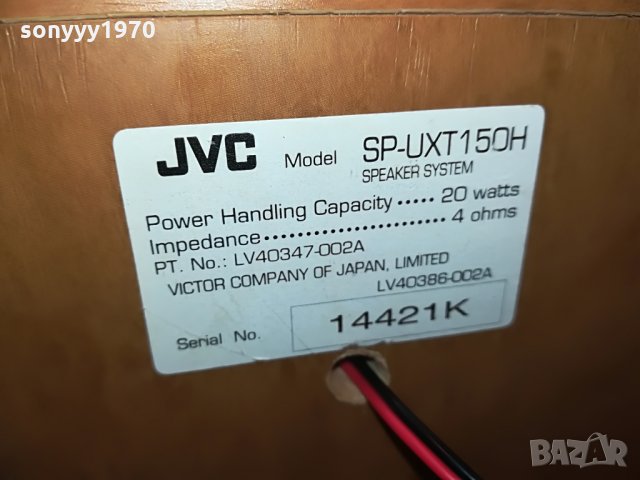 sonyyy1970
JVC Model SP-UXT150H
SPEAKER SYSTEM
Power Handling Capacity ..... 20 watts
Impedance ........................ 4 ohms
PT. No.: LV40347-002A
VICTOR COMPANY OF JAPAN, LIMITED
LV40386-002A
Serial No. 14421K
BAZAR